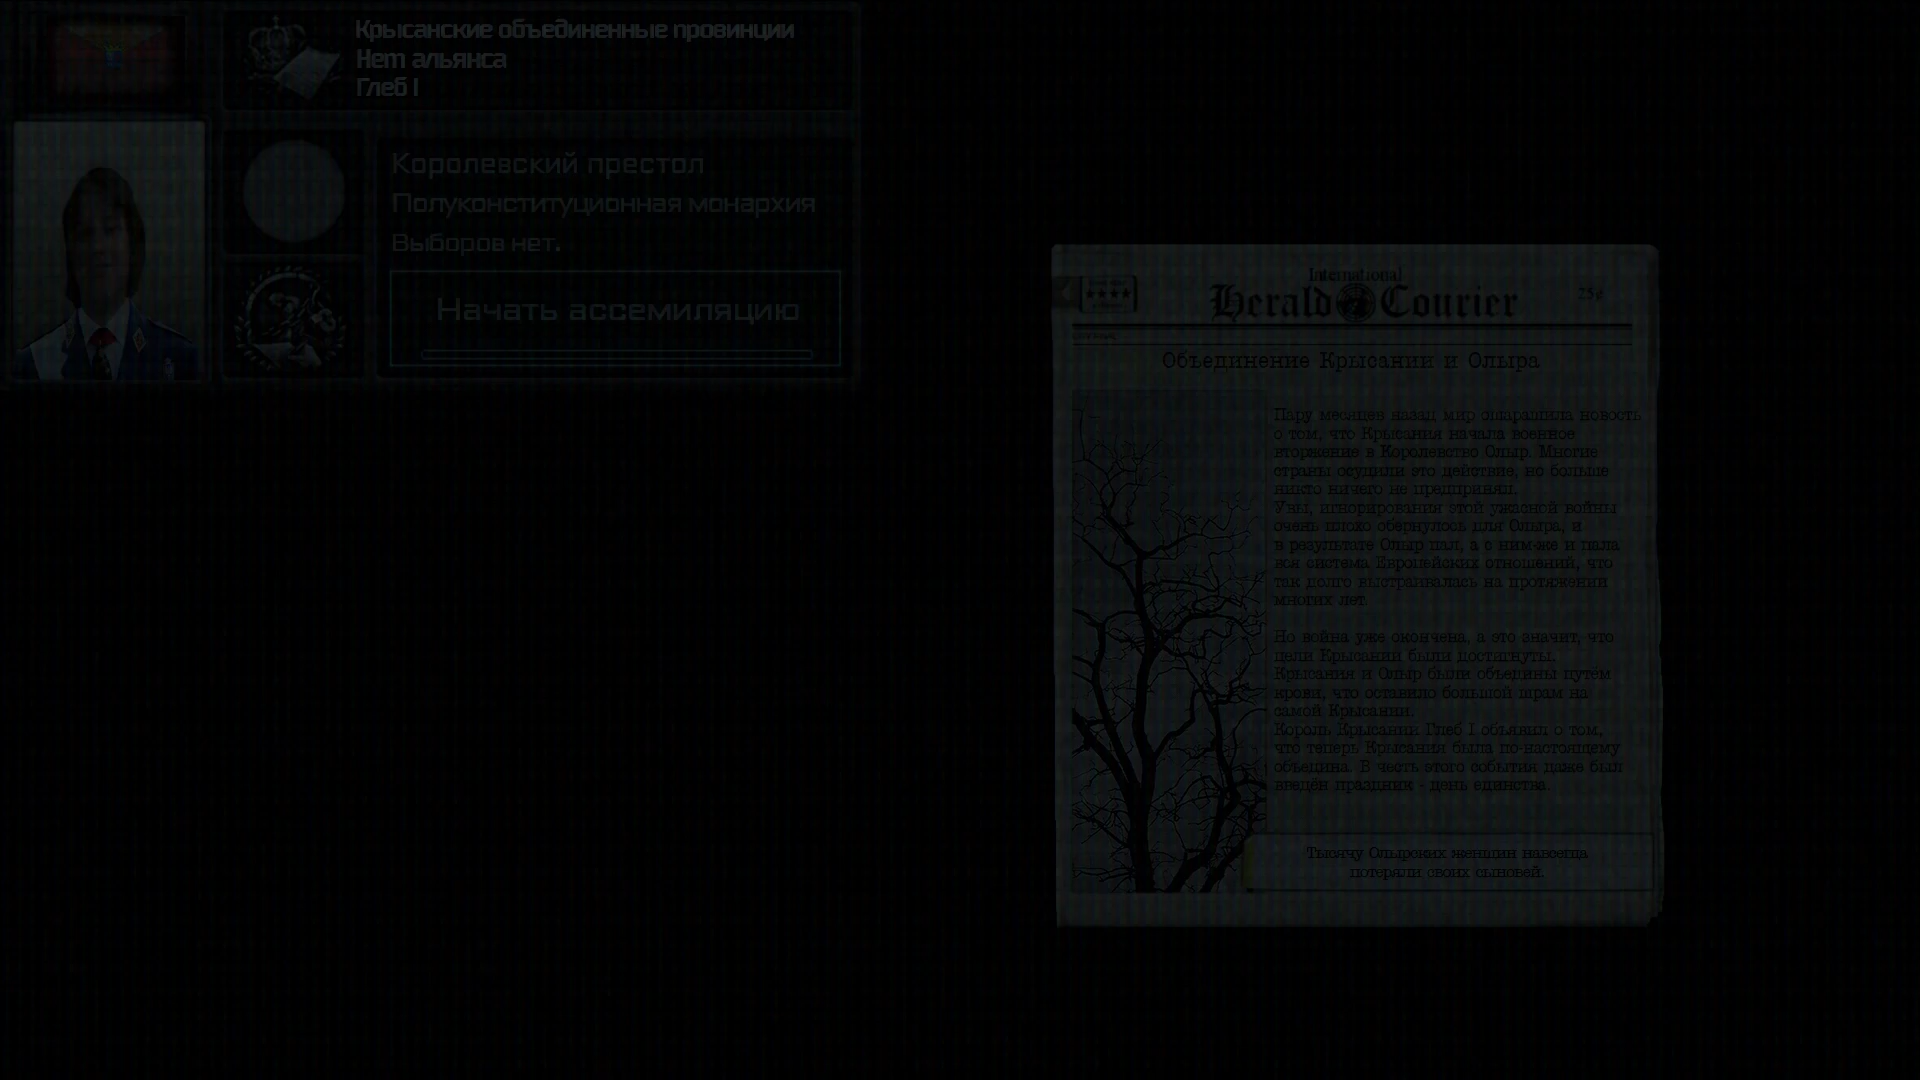 Крысанские объединенные провинции
Нет альянса
Глеб I
Королевский престол
Полуконституционная монархия
Выборов нет.
Начать ассемиляцию
International
Herald Courier
25¢
Объединение Крысании и Олыра
Пару месяцев назад мир ошарашила новость
о том, что Крысания начала военное
вторжение в Королевство Олыр. Многие
страны осудили это действие, но больше
никто ничего не предпринял.
Увы, игнорирования этой ужасной войны
очень плохо обернулось для Олыра, и
в результате Олыр пал, а с ним-же и пала
вся система Европейских отношений, что
так долго выстраивалась на протяжении
многих лет.
Но война уже окончена, а это значит, что
цели Крысании были достигнуты.
Крысания и Олыр были объедины путём
крови, что оставило большой шрам на
самой Крысании.
Король Крысании Глеб I объявил о том,
что теперь Крысания была по-настоящему
объедина. В честь этого события даже был
введён праздник - день единства.
Тысячу Олырских женщин навсегда
потеряли своих сыновей.